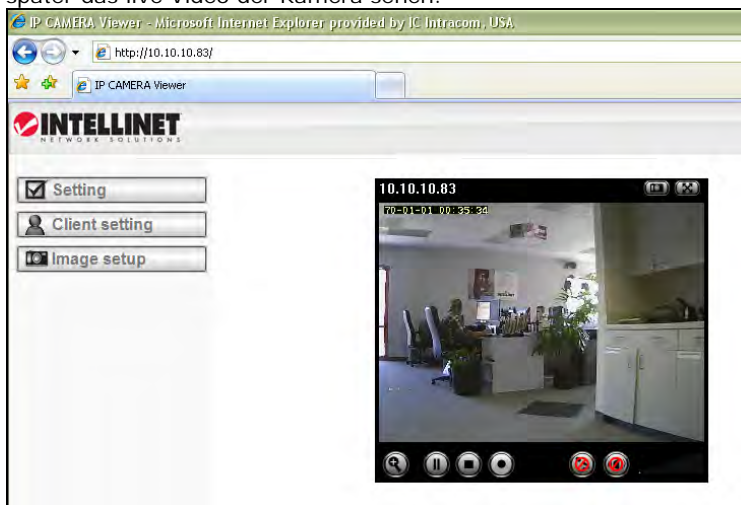 später das live Video der Kamera sehen.
IP CAMERA Viewer - Microsoft Internet Explorer provided by IC Intracom, USA
http://10.10.10.83/
IP CAMERA Viewer
INTELLINET
NETWORK SOLUTIONS
Setting
Client setting
Image setup
10.10.10.83
70-01-01 00:35:34